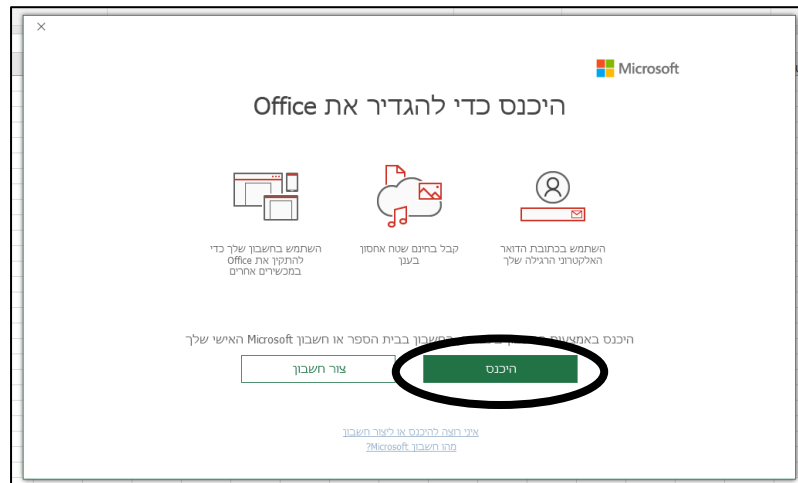 Microsoft
היכנס כדי להגדיר את Office
השתמש בכתובת הדואר
האלקטרוני הרגילה שלך
קבל בחינם שטח אחסון
בענן
השתמש בחשבון שלך כדי
להתקין את Office
במכשירים אחרים
היכנס באמצעות בבית הספר או חשבון Microsoft האישי שלך
היכנס
צור חשבון
איני רוצה להיכנס או ליצור חשבון
מהו חשבון Microsoft?